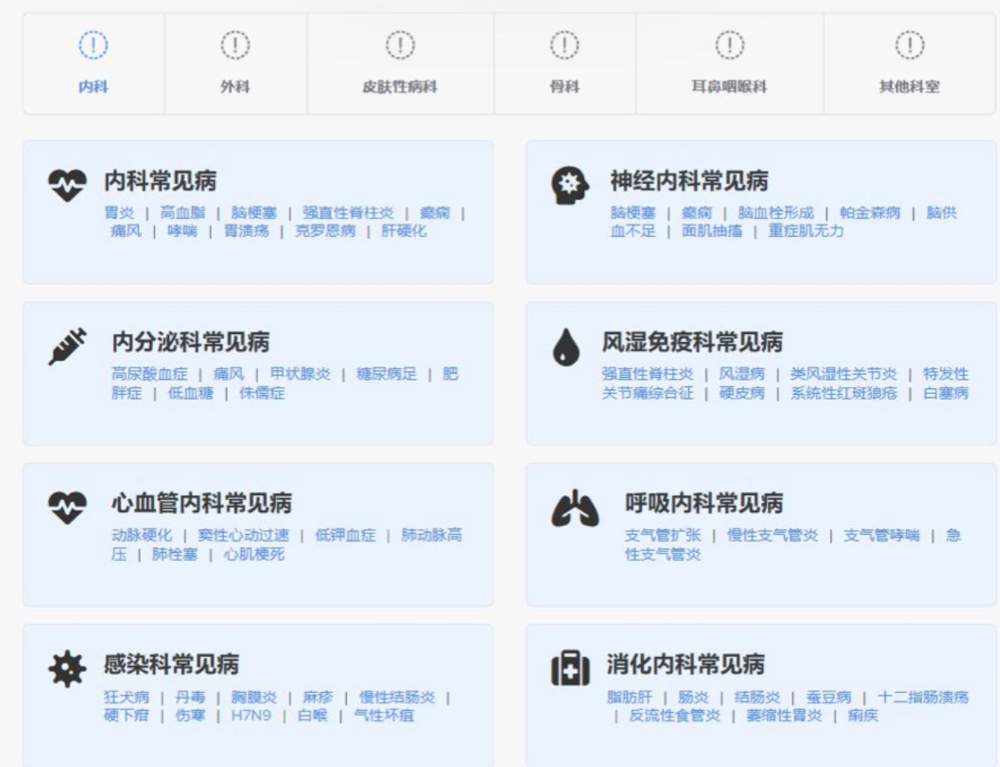 内科
外科
皮肤性病科
骨科
耳鼻咽喉科
其他科室
内科常见病
胃炎 | 高血脂 | 脑梗塞 | 强直性脊柱炎 | 癫痫 |
痛风 | 哮喘 | 胃溃疡 | 克罗恩病 | 肝硬化
神经内科常见病
脑梗塞 | 癫痫 | 脑血栓形成 | 帕金森病 | 脑供
血不足 | 面肌抽搐 | 重症肌无力
内分泌科常见病
高尿酸血症 | 痛风 | 甲状腺炎 | 糖尿病足 | 肥
胖症 | 低血糖 | 侏儒症
风湿免疫科常见病
强直性脊柱炎 | 风湿病 | 类风湿性关节炎 | 特发性
关节痛综合征 | 硬皮病 | 系统性红斑狼疮 | 白塞病
心血管内科常见病
动脉硬化 | 窦性心动过速 | 低钾血症 | 肺动脉高
压 | 肺栓塞 | 心肌梗死
呼吸内科常见病
支气管扩张 | 慢性支气管炎 | 支气管哮喘 | 急
性支气管炎
感染科常见病
狂犬病 | 丹毒 | 胸膜炎 | 麻疹 | 慢性结肠炎 |
硬下疳 | 伤寒 | H7N9 | 白喉 | 气性坏疽
消化内科常见病
脂肪肝 | 肠炎 | 结肠炎 | 蚕豆病 | 十二指肠溃疡
| 反流性食管炎 | 萎缩性胃炎 | 痢疾